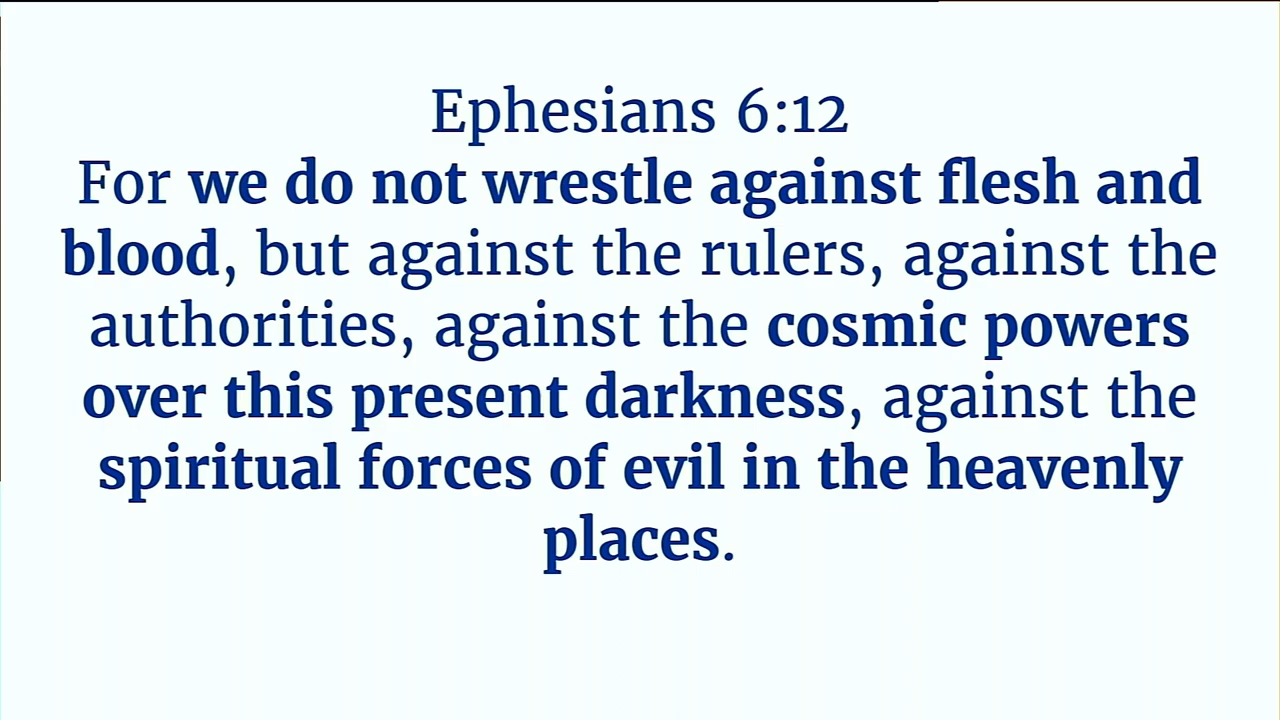 Ephesians 6:12
For we do not wrestle against flesh and
blood, but against the rulers, against the
authorities, against the cosmic powers
over this present darkness, against the
spiritual forces of evil in the heavenly
places.